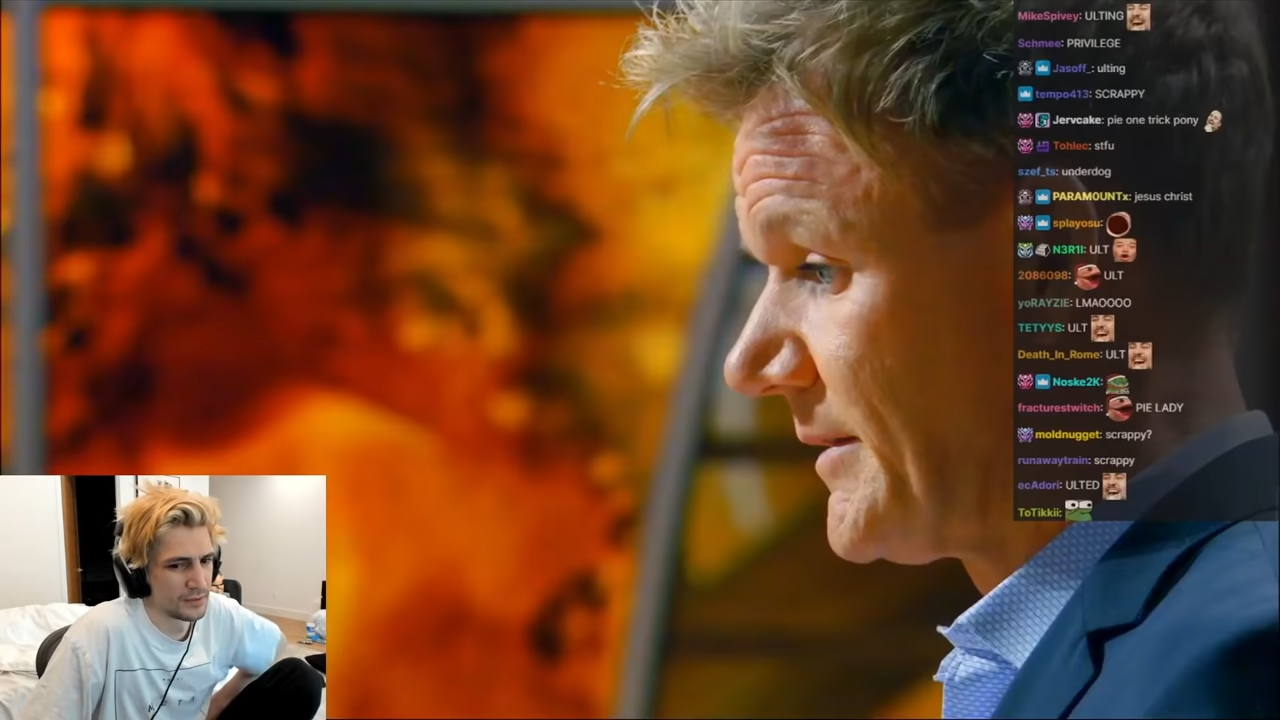 MikeSpivey: ULTING
Schmee: PRIVILEGE
Jasoff_: ulting
tempo413: SCRAPPY
Jervcake: pie one trick pony
Tohlec: stfu
szef_ts: underdog
PARAM0UNTx: jesus christ
splayosu:
N3R1I: ULT
2086098: ULT
yoRAYZIE: LMAOOOO
TETYYS: ULT
Death_In_Rome: ULT
Noske2K:
fracturestwitch: PIE LADY
moldnugget: scrappy?
runawaytrain: scrappy
ecAdori: ULTED
ToTikkii: